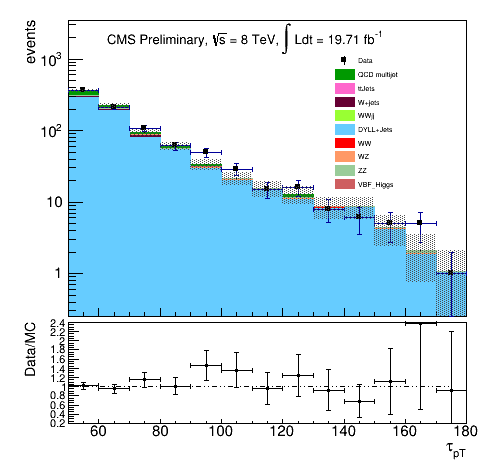 events
CMS Preliminary, √s = 8 TeV, ∫ Ldt = 19.71 fb⁻¹
Data
QCD multijet
ttJets
W+jets
WWjj
DYLL+Jets
WW
WZ
ZZ
VBF_Higgs
10³
10²
10
1
Data/MC
2.4
2.2
2
1.8
1.6
1.4
1.2
1
0.8
0.6
0.4
0.2
60 80 100 120 140 160 180
τpT